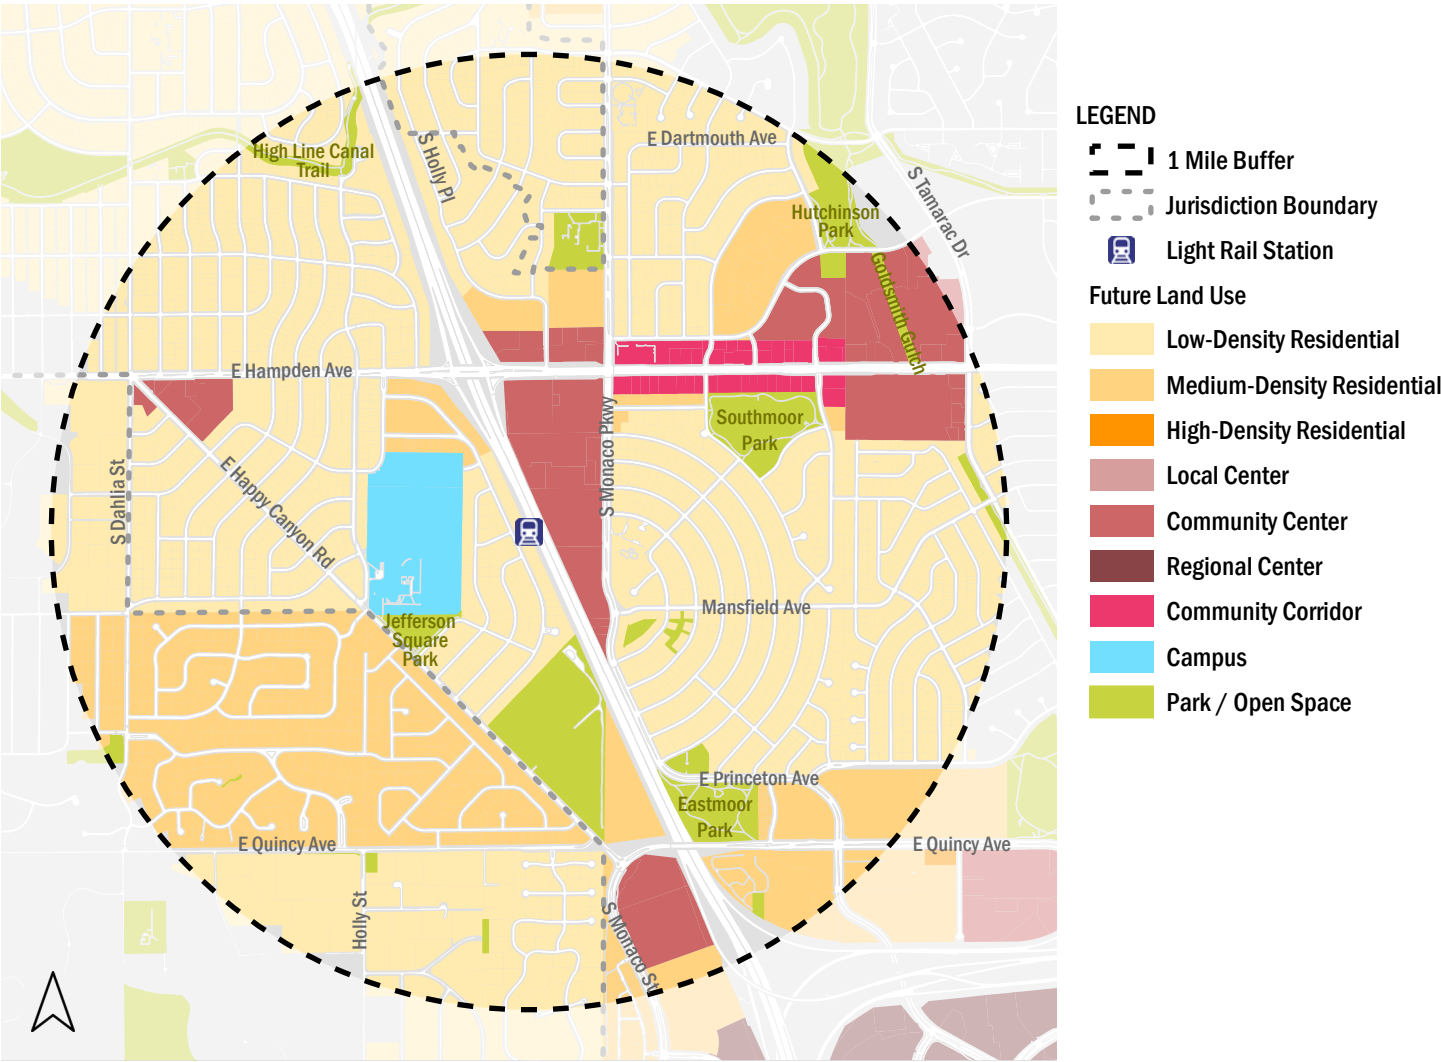 E Dartmouth Ave
S Holly Pl
High Line Canal
Trail
S Tamarac Dr
Hutchinson
Park
Goldsmith Gulch
E Hampden Ave
S Monaco Pkwy
Southmoor
Park
S Dahlia St
E Happy Canyon Rd
Mansfield Ave
Jefferson
Square
Park
E Princeton Ave
Eastmoor
Park
E Quincy Ave
E Quincy Ave
Holly St
S Monaco St
LEGEND
1 Mile Buffer
Jurisdiction Boundary
Light Rail Station
Future Land Use
Low-Density Residential
Medium-Density Residential
High-Density Residential
Local Center
Community Center
Regional Center
Community Corridor
Campus
Park / Open Space